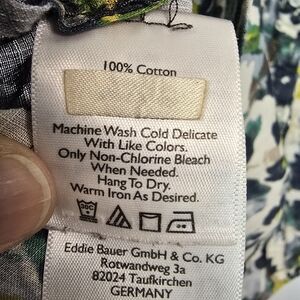 100% Cotton
Machine Wash Cold Delicate
With Like Colors.
Only Non-Chlorine Bleach
When Needed.
Hang To Dry.
Warm Iron As Desired.
Eddie Bauer GmbH & Co. KG
Rotwandweg 3a
82024 Taufkirchen
GERMANY